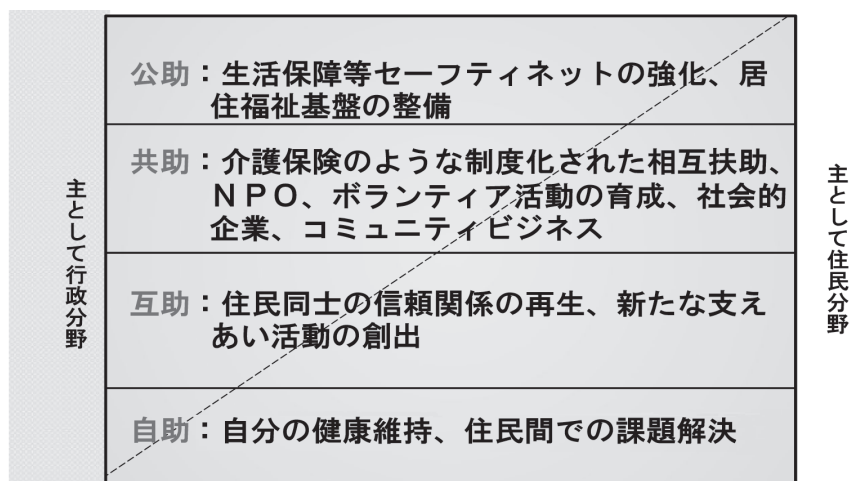 主として行政分野
公助：生活保障等セーフティネットの強化、居
住福祉基盤の整備
共助：介護保険のような制度化された相互扶助、
ＮＰＯ、ボランティア活動の育成、社会的
企業、コミュニティビジネス
互助：住民同士の信頼関係の再生、新たな支え
あい活動の創出
自助：自分の健康維持、住民間での課題解決
主として住民分野